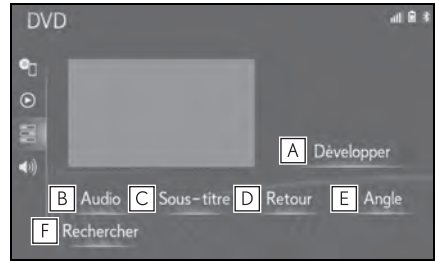 DVD
A Développer
B Audio C Sous-titre D Retour E Angle
F Rechercher